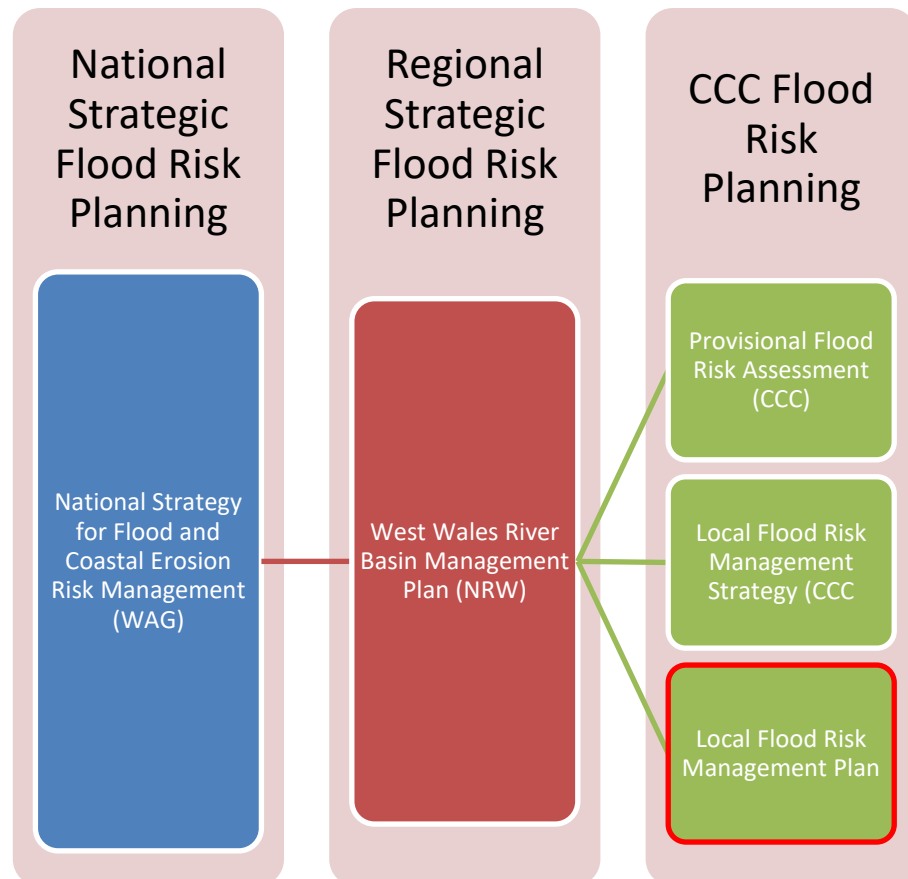 National
Strategic
Flood Risk
Planning
National Strategy
for Flood and
Coastal Erosion
Risk Management
(WAG)
Regional
Strategic
Flood Risk
Planning
West Wales River
Basin Management
Plan (NRW)
CCC Flood
Risk
Planning
Provisional Flood
Risk Assessment
(CCC)
Local Flood Risk
Management
Strategy (CCC
Local Flood Risk
Management Plan